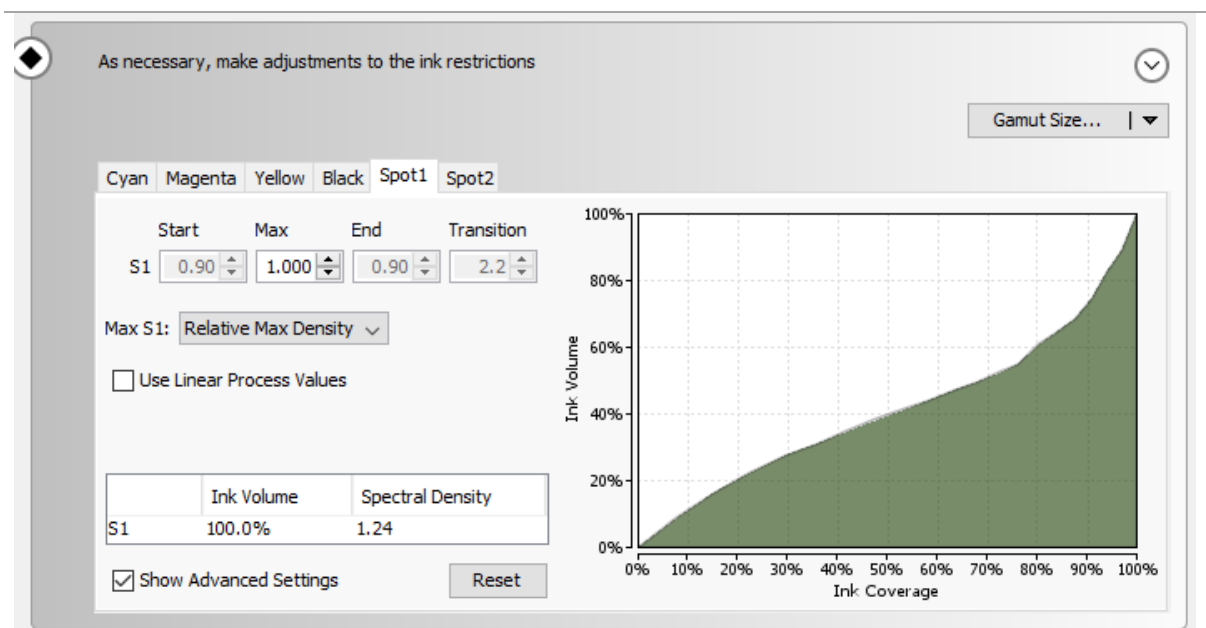 As necessary, make adjustments to the ink restrictions
Gamut Size...
Cyan Magenta Yellow Black Spot1 Spot2
Start Max End Transition
S1 0.90 1.000 0.90 2.2
Max S1: Relative Max Density
Use Linear Process Values
Ink Volume Spectral Density
S1 100.0% 1.24
Show Advanced Settings Reset
100%
80%
60%
40%
20%
0%
Ink Volume
0% 10% 20% 30% 40% 50% 60% 70% 80% 90% 100%
Ink Coverage